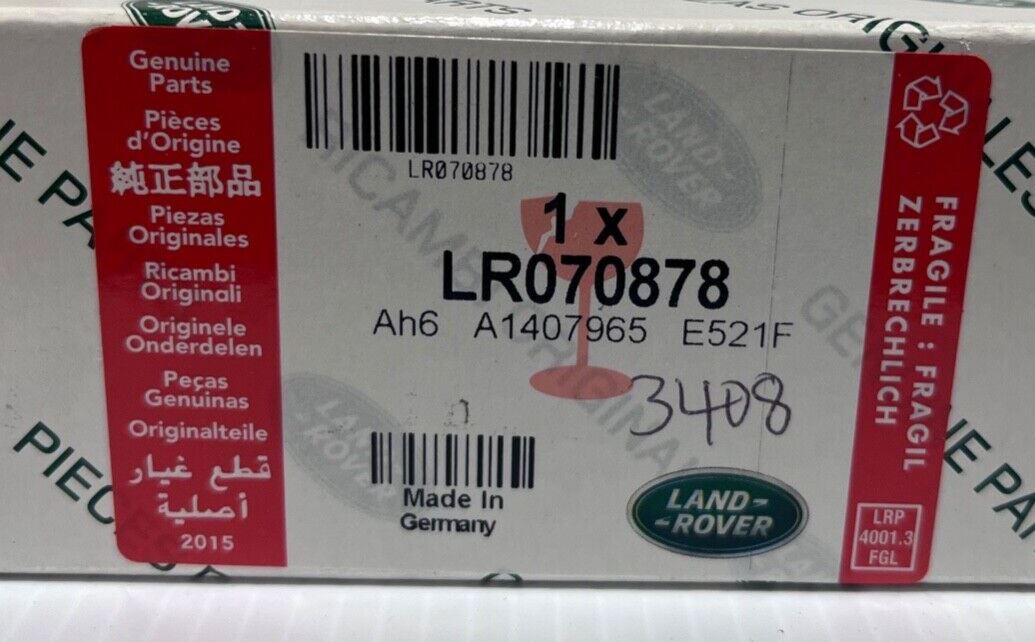 Genuine
Parts
Pièces
d'Origine
純正部品
Piezas
Originales
Ricambi
Originali
Originele
Onderdelen
Peças
Genuinas
Originalteile
قطع غيار
أصلية
2015
LR070878
1 x
LR070878
Ah6 A1407965 E521F
3408
Made In
Germany
LAND-
-ROVER
FRAGILE : FRAGIL
ZERBRECHLICH
LRP
4001.3
FGL